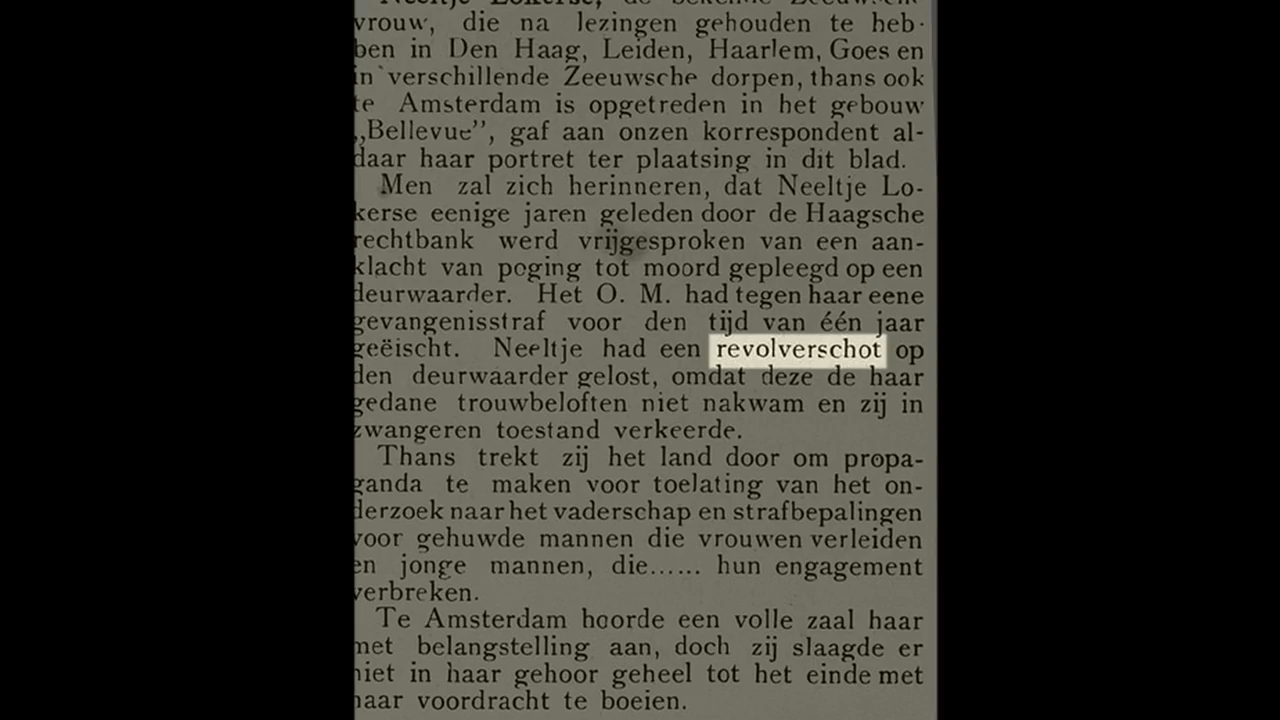 Neeltje Lokerse, de bekende Zeeuwsche
vrouw, die na lezingen gehouden te heb-
ben in Den Haag, Leiden, Haarlem, Goes en
in verschillende Zeeuwsche dorpen, thans ook
te Amsterdam is opgetreden in het gebouw
„Bellevue”, gaf aan onzen korrespondent al-
daar haar portret ter plaatsing in dit blad.
Men zal zich herinneren, dat Neeltje Lo-
kerse eenige jaren geleden door de Haagsche
rechtbank werd vrijgesproken van een aan-
klacht van poging tot moord gepleegd op een
deurwaarder. Het O. M. had tegen haar eene
gevangenisstraf voor den tijd van één jaar
geëischt. Neeltje had een revolverschot op
den deurwaarder gelost, omdat deze de haar
gedane trouwbeloften niet nakwam en zij in
zwangeren toestand verkeerde.
Thans trekt zij het land door om propa-
ganda te maken voor toelating van het on-
derzoek naar het vaderschap en strafbepalingen
voor gehuwde mannen die vrouwen verleiden
en jonge mannen, die...... hun engagement
verbreken.
Te Amsterdam hoorde een volle zaal haar
met belangstelling aan, doch zij slaagde er
niet in haar gehoor geheel tot het einde met
haar voordracht te boeien.